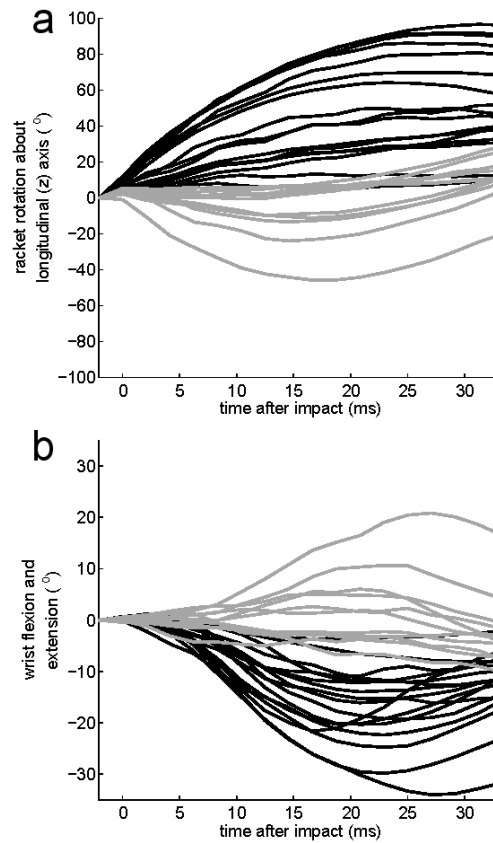 a
100
80
60
40
20
0
−20
−40
−60
−80
−100
racket rotation about
longitudinal (z) axis (°)
0 5 10 15 20 25 30
time after impact (ms)
b
30
20
10
0
−10
−20
−30
wrist flexion and
extension (°)
0 5 10 15 20 25 30
time after impact (ms)